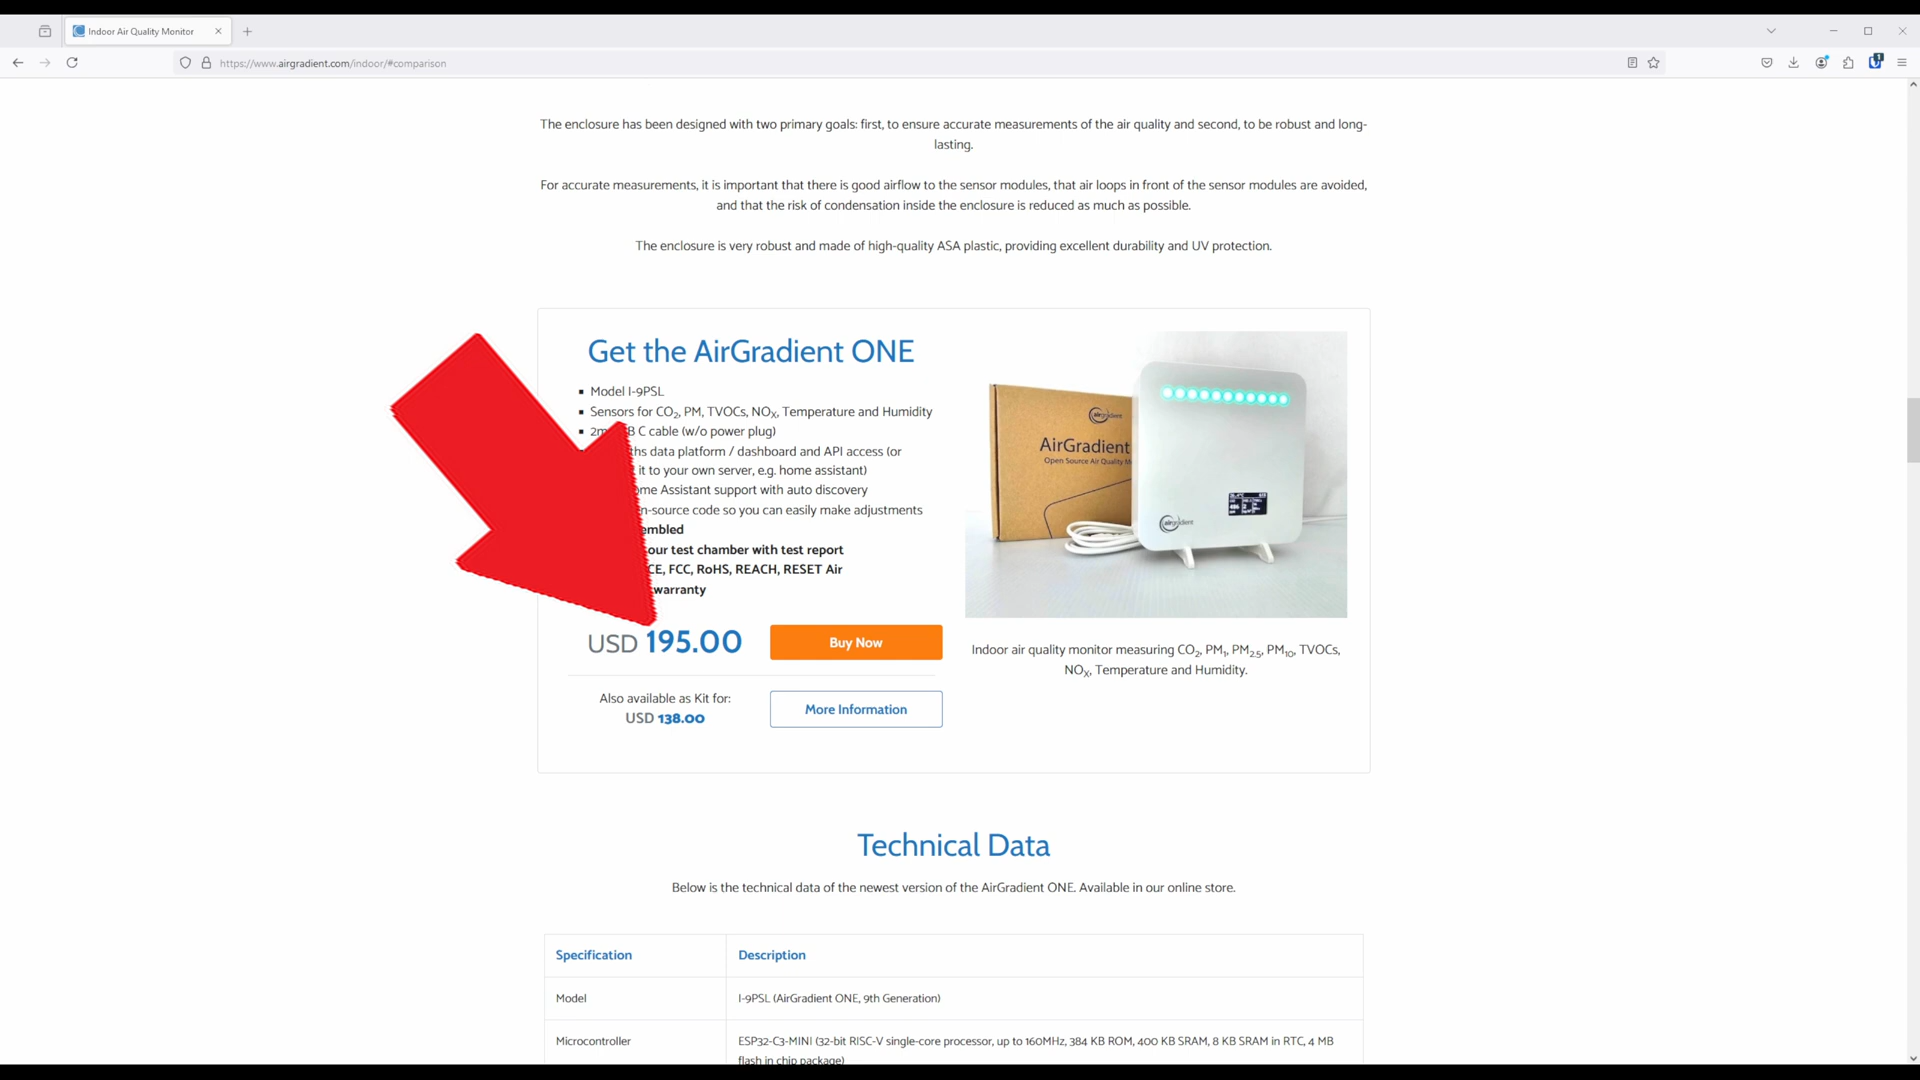 Indoor Air Quality Monitor
https://www.airgradient.com/indoor/#comparison
The enclosure has been designed with two primary goals: first, to ensure accurate measurements of the air quality and second, to be robust and long-
lasting.
For accurate measurements, it is important that there is good airflow to the sensor modules, that air loops in front of the sensor modules are avoided,
and that the risk of condensation inside the enclosure is reduced as much as possible.
The enclosure is very robust and made of high-quality ASA plastic, providing excellent durability and UV protection.
Get the AirGradient ONE
Model I-9PSL
Sensors for CO₂, PM, TVOCs, NOX, Temperature and Humidity
B C cable (w/o power plug)
data platform / dashboard and API access (or
it to your own server, e.g. home assistant)
Assistant support with auto discovery
code so you can easily make adjustments
our test chamber with test report
CE, FCC, RoHS, REACH, RESET Air
warranty
USD 195.00
Buy Now
Also available as Kit for:
USD 138.00
More Information
airgradient
AirGradient
Open Source Air Quality
airgradient
Indoor air quality monitor measuring CO₂, PM₁, PM₂.₅, PM₁₀, TVOCs,
NOX, Temperature and Humidity.
Technical Data
Below is the technical data of the newest version of the AirGradient ONE. Available in our online store.
Specification
Description
Model
I-9PSL (AirGradient ONE, 9th Generation)
Microcontroller
ESP32-C3-MINI (32-bit RISC-V single-core processor, up to 160MHz, 384 KB ROM, 400 KB SRAM, 8 KB SRAM in RTC, 4 MB
flash in chip package)